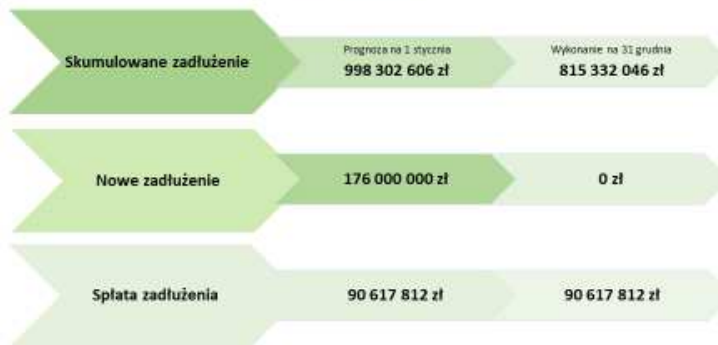 Skumulowane zadłużenie
Prognoza na 1 stycznia
998 302 606 zł
Wykonanie na 31 grudnia
815 332 046 zł
Nowe zadłużenie
176 000 000 zł
0 zł
Spłata zadłużenia
90 617 812 zł
90 617 812 zł